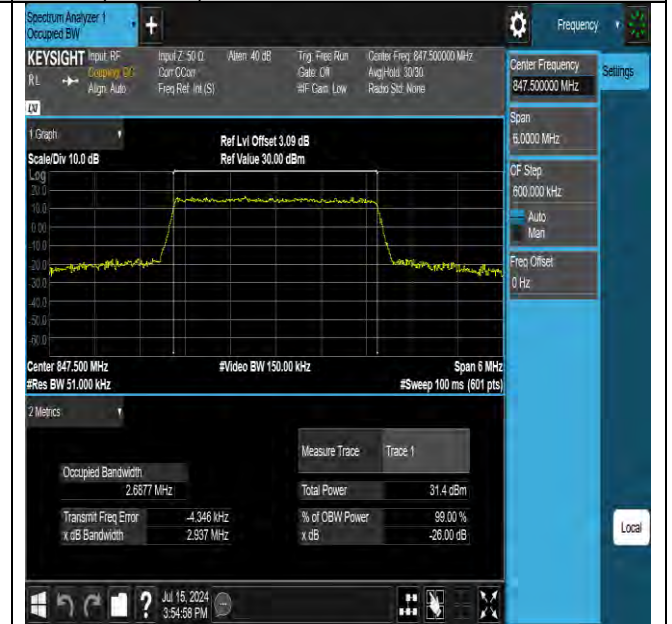 Spectrum Analyzer 1
Occupied BW
+
Frequency
KEYSIGHT
Input: RF
Input Z: 50 Ω
Atten: 40 dB
Trig: Free Run
Center Freq: 847.500000 MHz
RL
Coupling: DC
Corr CCorr
Gate: Off
Avg|Hold: 30/30
Align: Auto
Freq Ref: Int (S)
#IF Gain: Low
Radio Std: None
LXI
Center Frequency
847.500000 MHz
Settings
Span
6.0000 MHz
CF Step
600.000 kHz
Auto
Man
Freq Offset
0 Hz
1 Graph
Ref Lvl Offset 3.09 dB
Scale/Div 10.0 dB
Ref Value 30.00 dBm
Log
20.0
10.0
0.00
-10.0
-20.0
-30.0
-40.0
-50.0
-60.0
Center 847.500 MHz
#Video BW 150.00 kHz
Span 6 MHz
#Res BW 51.000 kHz
#Sweep 100 ms (601 pts)
2 Metrics
Measure Trace
Trace 1
Occupied Bandwidth
2.6877 MHz
Total Power
31.4 dBm
Transmit Freq Error
-4.346 kHz
% of OBW Power
99.00 %
x dB Bandwidth
2.937 MHz
x dB
-26.00 dB
Local
?
Jul 15, 2024
3:54:58 PM